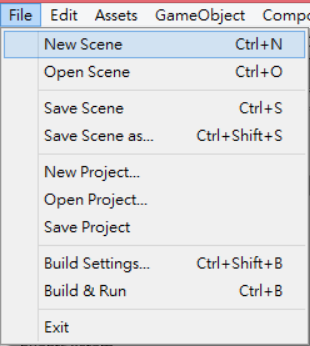 File Edit Assets GameObject Compo
New Scene Ctrl+N
Open Scene Ctrl+O
Save Scene Ctrl+S
Save Scene as... Ctrl+Shift+S
New Project...
Open Project...
Save Project
Build Settings... Ctrl+Shift+B
Build & Run Ctrl+B
Exit